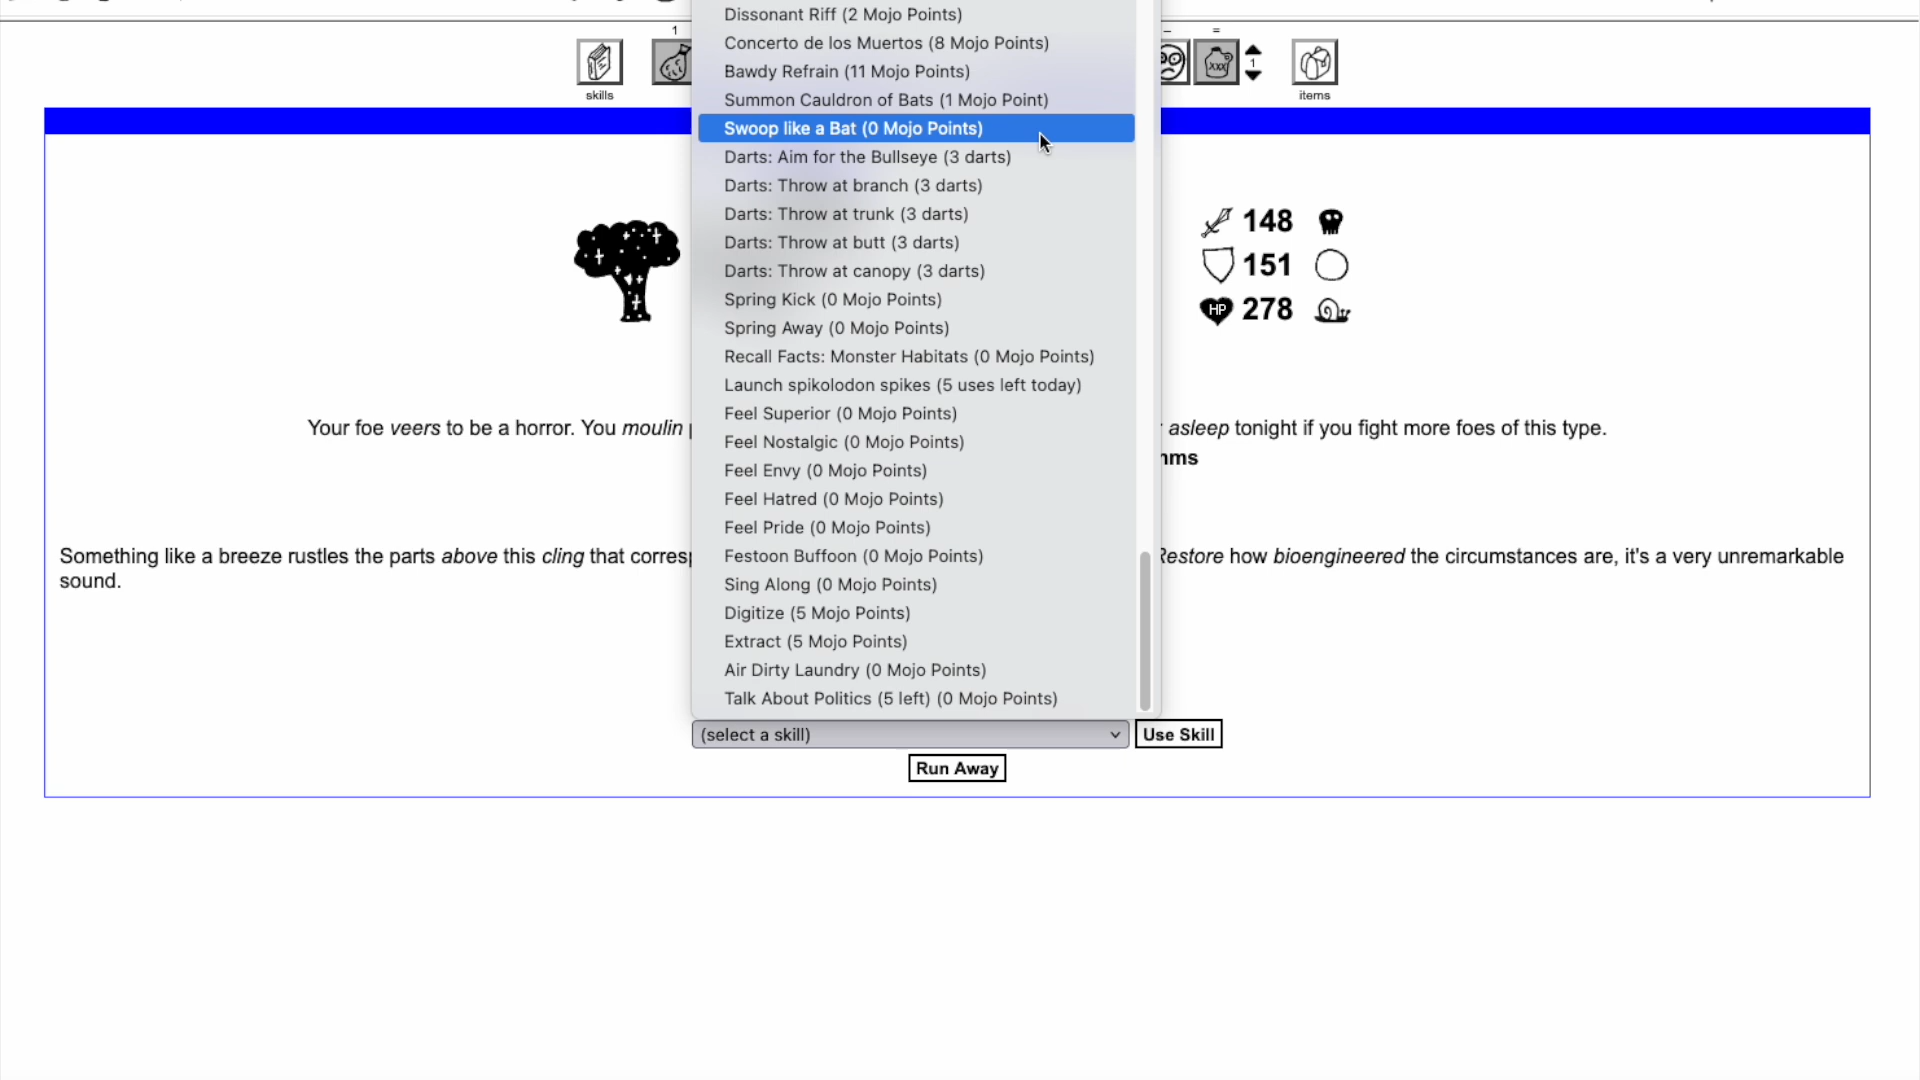 Dissonant Riff (2 Mojo Points)
1
– =
Concerto de los Muertos (8 Mojo Points)
1
xxx
Bawdy Refrain (11 Mojo Points)
skills
items
Summon Cauldron of Bats (1 Mojo Point)
Swoop like a Bat (0 Mojo Points)
Darts: Aim for the Bullseye (3 darts)
Darts: Throw at branch (3 darts)
Darts: Throw at trunk (3 darts)
Darts: Throw at butt (3 darts)
Darts: Throw at canopy (3 darts)
Spring Kick (0 Mojo Points)
Spring Away (0 Mojo Points)
Recall Facts: Monster Habitats (0 Mojo Points)
Launch spikolodon spikes (5 uses left today)
Feel Superior (0 Mojo Points)
Feel Nostalgic (0 Mojo Points)
Feel Envy (0 Mojo Points)
Feel Hatred (0 Mojo Points)
Feel Pride (0 Mojo Points)
Festoon Buffoon (0 Mojo Points)
Sing Along (0 Mojo Points)
Digitize (5 Mojo Points)
Extract (5 Mojo Points)
Air Dirty Laundry (0 Mojo Points)
Talk About Politics (5 left) (0 Mojo Points)
148
151
HP 278
Your foe veers to be a horror. You moulin asleep tonight if you fight more foes of this type.
Something like a breeze rustles the parts above this cling that Restore how bioengineered the circumstances are, it's a very unremarkable
sound.
(select a skill) Use Skill
Run Away